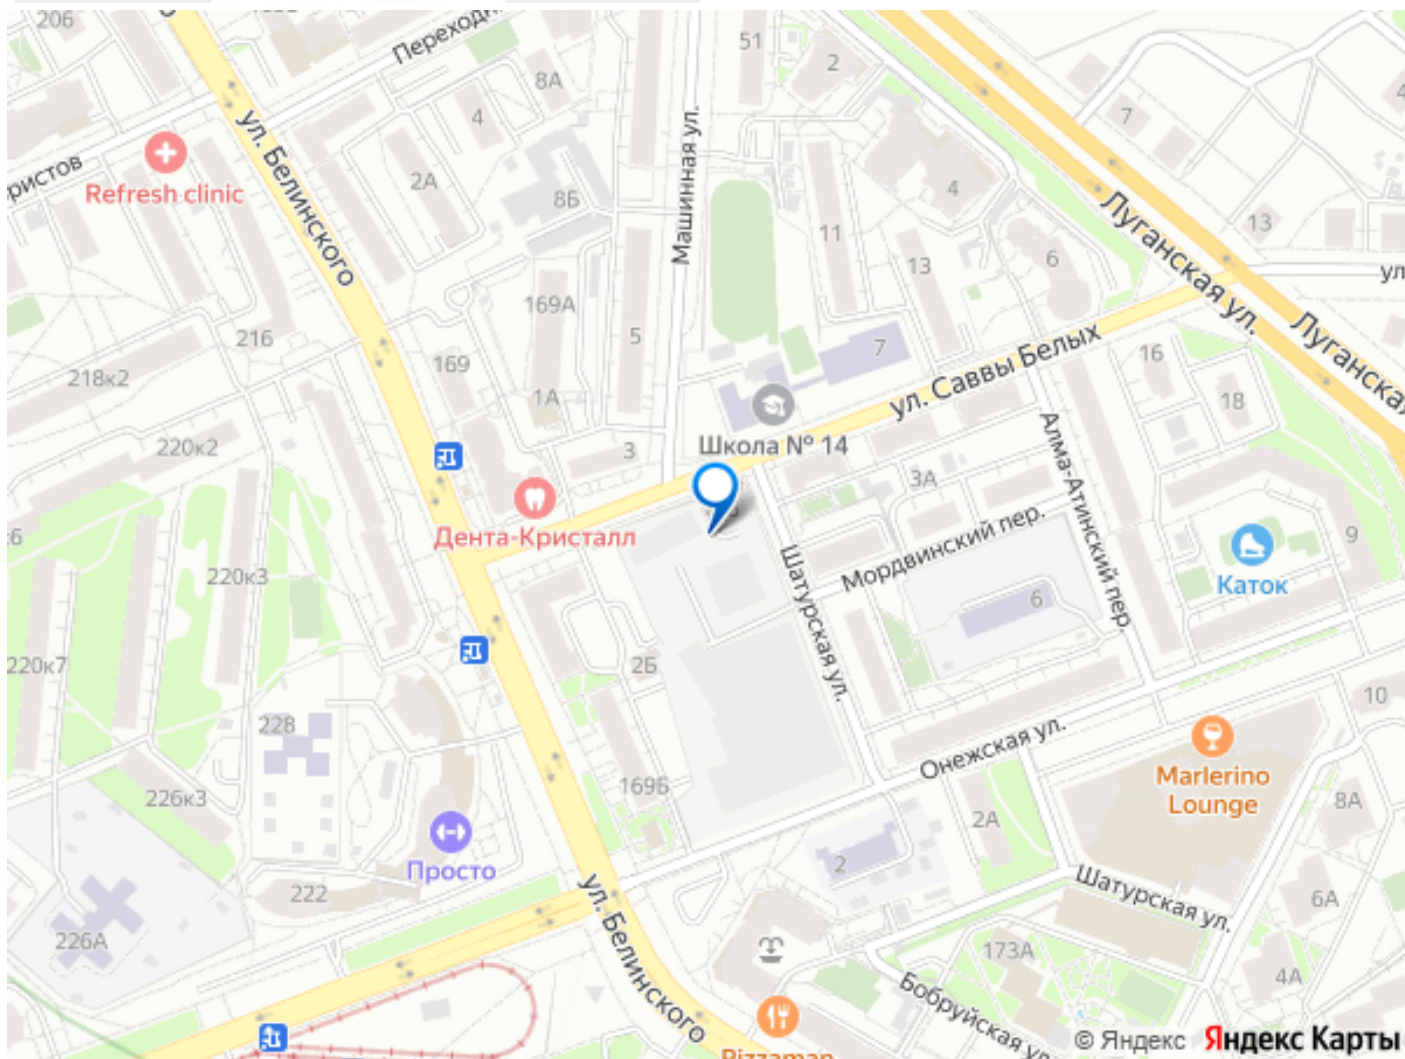 206
Переходн
51
2
8А
4
7
ул. Белинского
Машинная ул.
ристов
Refresh clinic
2А
8Б
4
11
13
13
6
Луганская ул.
ул
Луганская
169А
5
216
218к2
169
1А
7
ул. Саввы Белых
16
18
220к2
3
Школа № 14
3А
Алма-Атинский пер.
Дента-Кристалл
Мордвинский пер.
Шатурская ул.
Каток
9
220к3
6
220к7
2Б
228
10
Онежская ул.
Marlerino
Lounge
226к3
169Б
8А
2А
Просто
2
222
Шатурская ул.
6А
226А
ул. Белинского
173А
4А
Бобруйская ул.
Pizzaman
© Яндекс Яндекс Карты